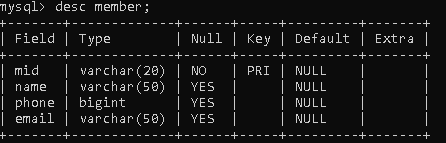 mysql> desc member;
+-------+-------------+------+-----+---------+-------+
| Field | Type        | Null | Key | Default | Extra |
+-------+-------------+------+-----+---------+-------+
| mid   | varchar(20) | NO   | PRI | NULL    |       |
| name  | varchar(50) | YES  |     | NULL    |       |
| phone | bigint      | YES  |     | NULL    |       |
| email | varchar(50) | YES  |     | NULL    |       |
+-------+-------------+------+-----+---------+-------+